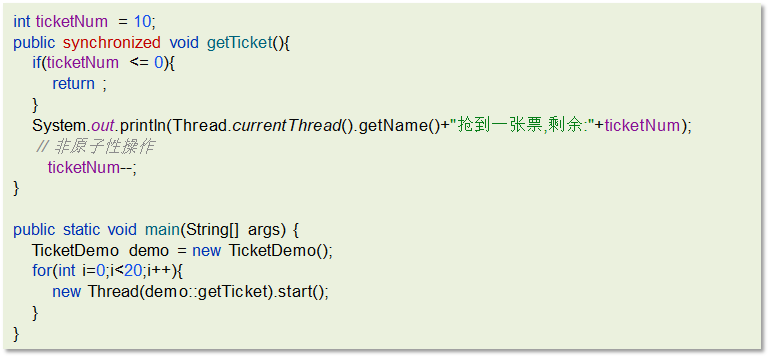 int ticketNum = 10;
public synchronized void getTicket(){
if(ticketNum <= 0){
return ;
}
System.out.println(Thread.currentThread().getName()+"抢到一张票,剩余:"+ticketNum);
// 非原子性操作
ticketNum--;
}
public static void main(String[] args) {
TicketDemo demo = new TicketDemo();
for(int i=0;i<20;i++){
new Thread(demo::getTicket).start();
}
}